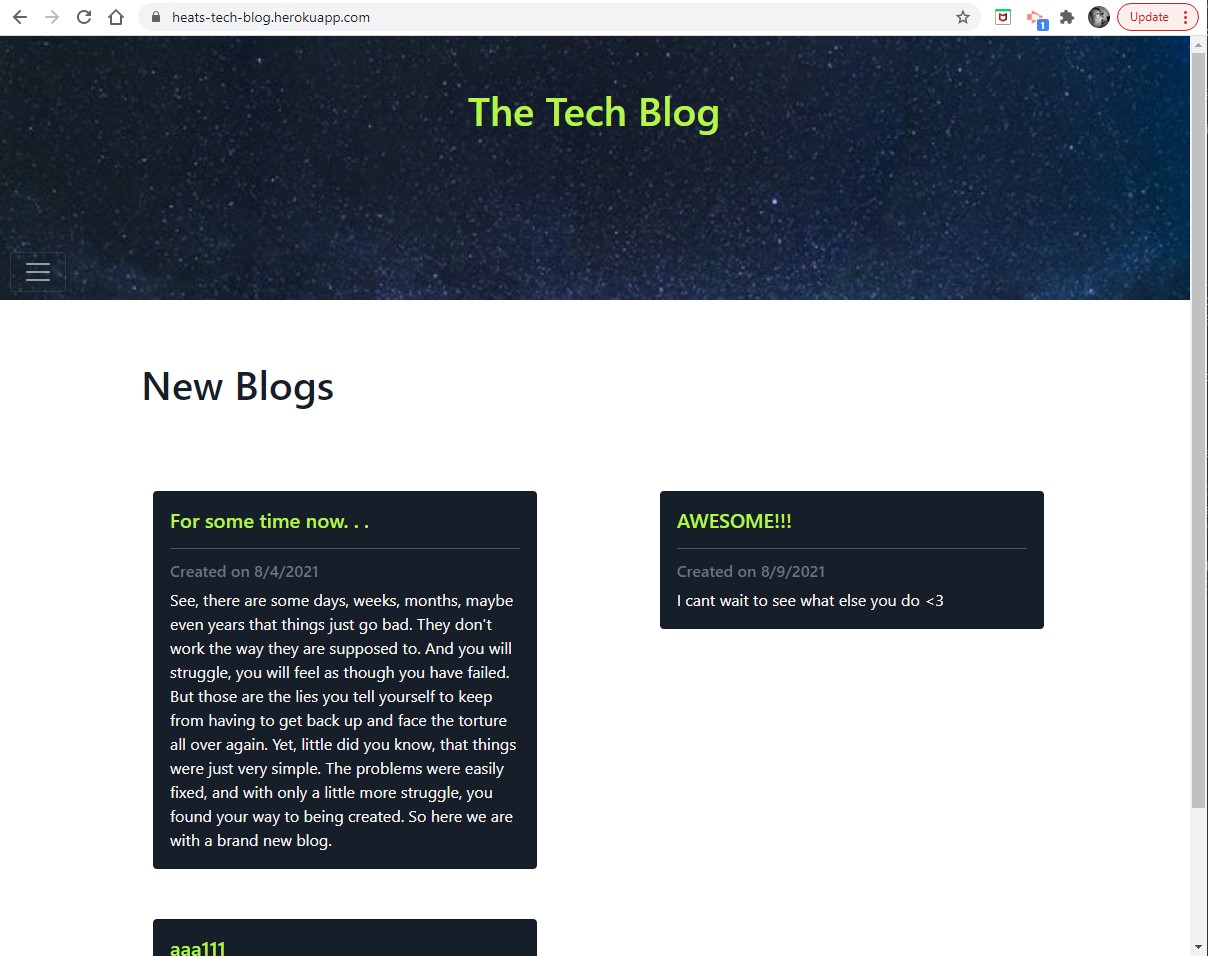 heats-tech-blog.herokuapp.com
1
Update
The Tech Blog
New Blogs
For some time now. . .
Created on 8/4/2021
See, there are some days, weeks, months, maybe
even years that things just go bad. They don't
work the way they are supposed to. And you will
struggle, you will feel as though you have failed.
But those are the lies you tell yourself to keep
from having to get back up and face the torture
all over again. Yet, little did you know, that things
were just very simple. The problems were easily
fixed, and with only a little more struggle, you
found your way to being created. So here we are
with a brand new blog.
AWESOME!!!
Created on 8/9/2021
I cant wait to see what else you do <3
aaa111